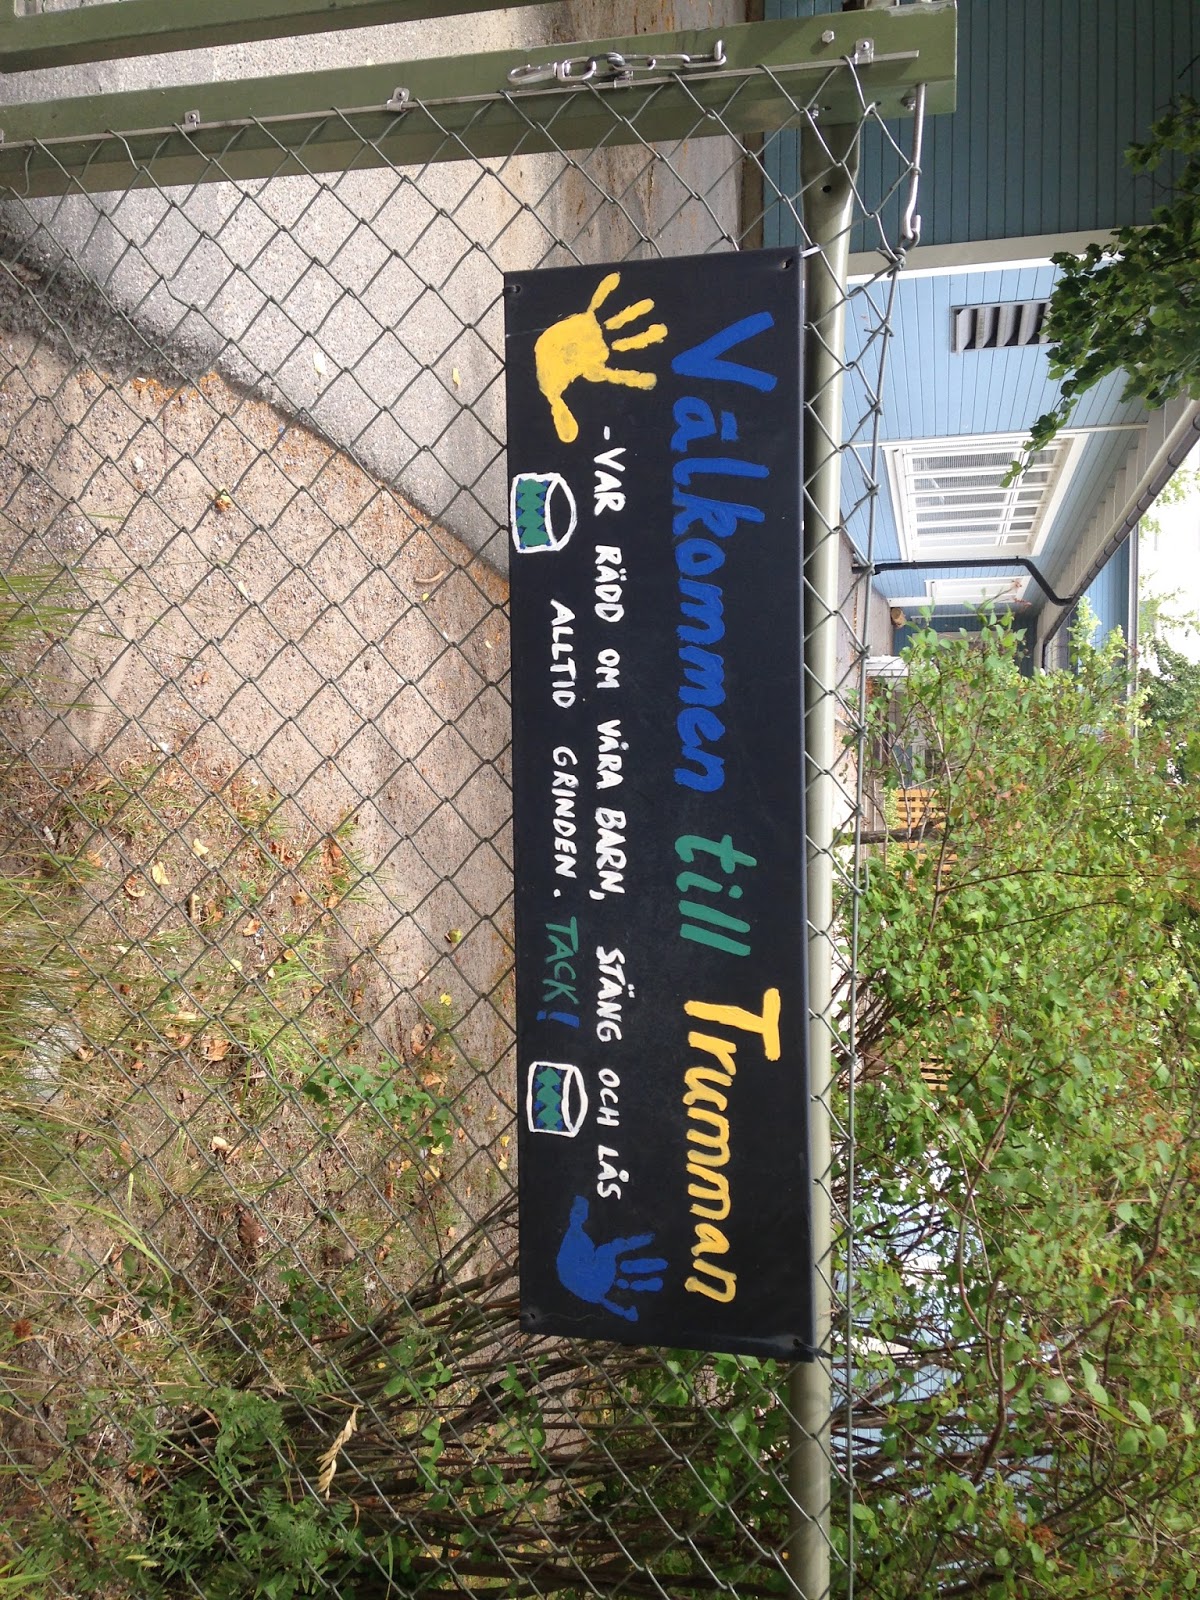 Välkommen till Trumman
-VAR RÄDD OM VÅRA BARN, STÄNG OCH LÅS
ALLTID GRINDEN. TACK!